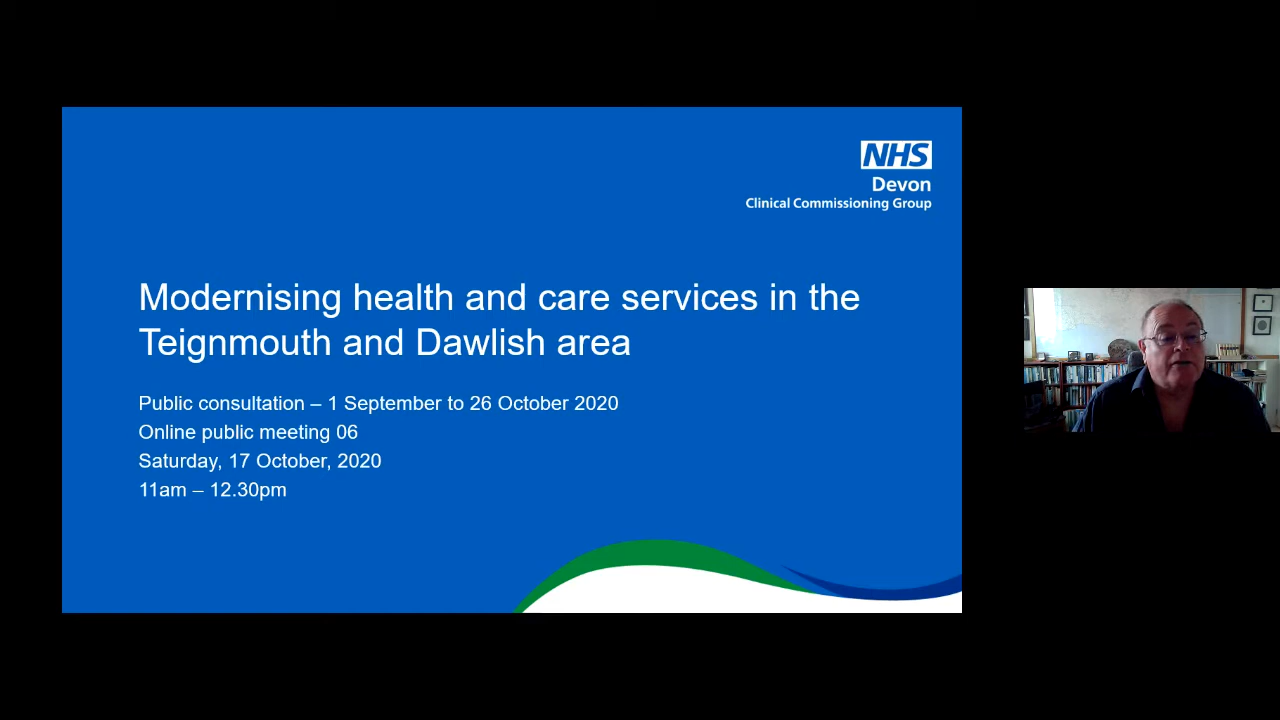 NHS
Devon
Clinical Commissioning Group
Modernising health and care services in the
Teignmouth and Dawlish area
Public consultation – 1 September to 26 October 2020
Online public meeting 06
Saturday, 17 October, 2020
11am – 12.30pm